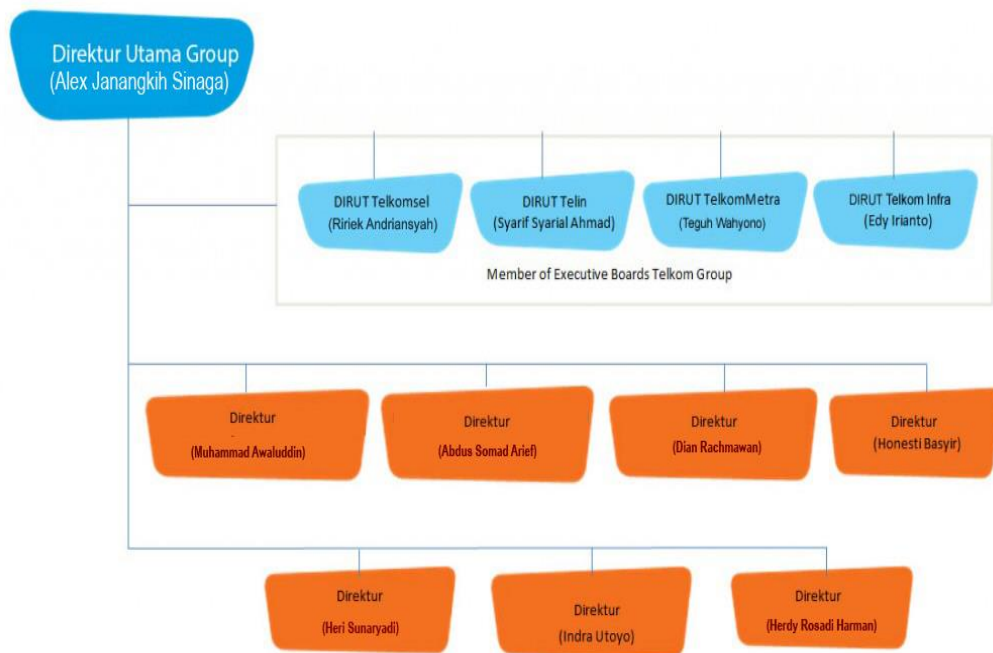 Direktur Utama Group
(Alex Janangkih Sinaga)
DIRUT Telkomsel
(Ririek Andriansyah)
DIRUT Telin
(Syarif Syarial Ahmad)
DIRUT TelkomMetra
(Teguh Wahyono)
DIRUT Telkom Infra
(Edy Irianto)
Member of Executive Boards Telkom Group
Direktur
(Muhammad Awaluddin)
Direktur
(Abdus Somad Arief)
Direktur
(Dian Rachmawan)
Direktur
(Honesti Basyir)
Direktur
(Heri Sunaryadi)
Direktur
(Indra Utoyo)
Direktur
(Herdy Rosadi Harman)